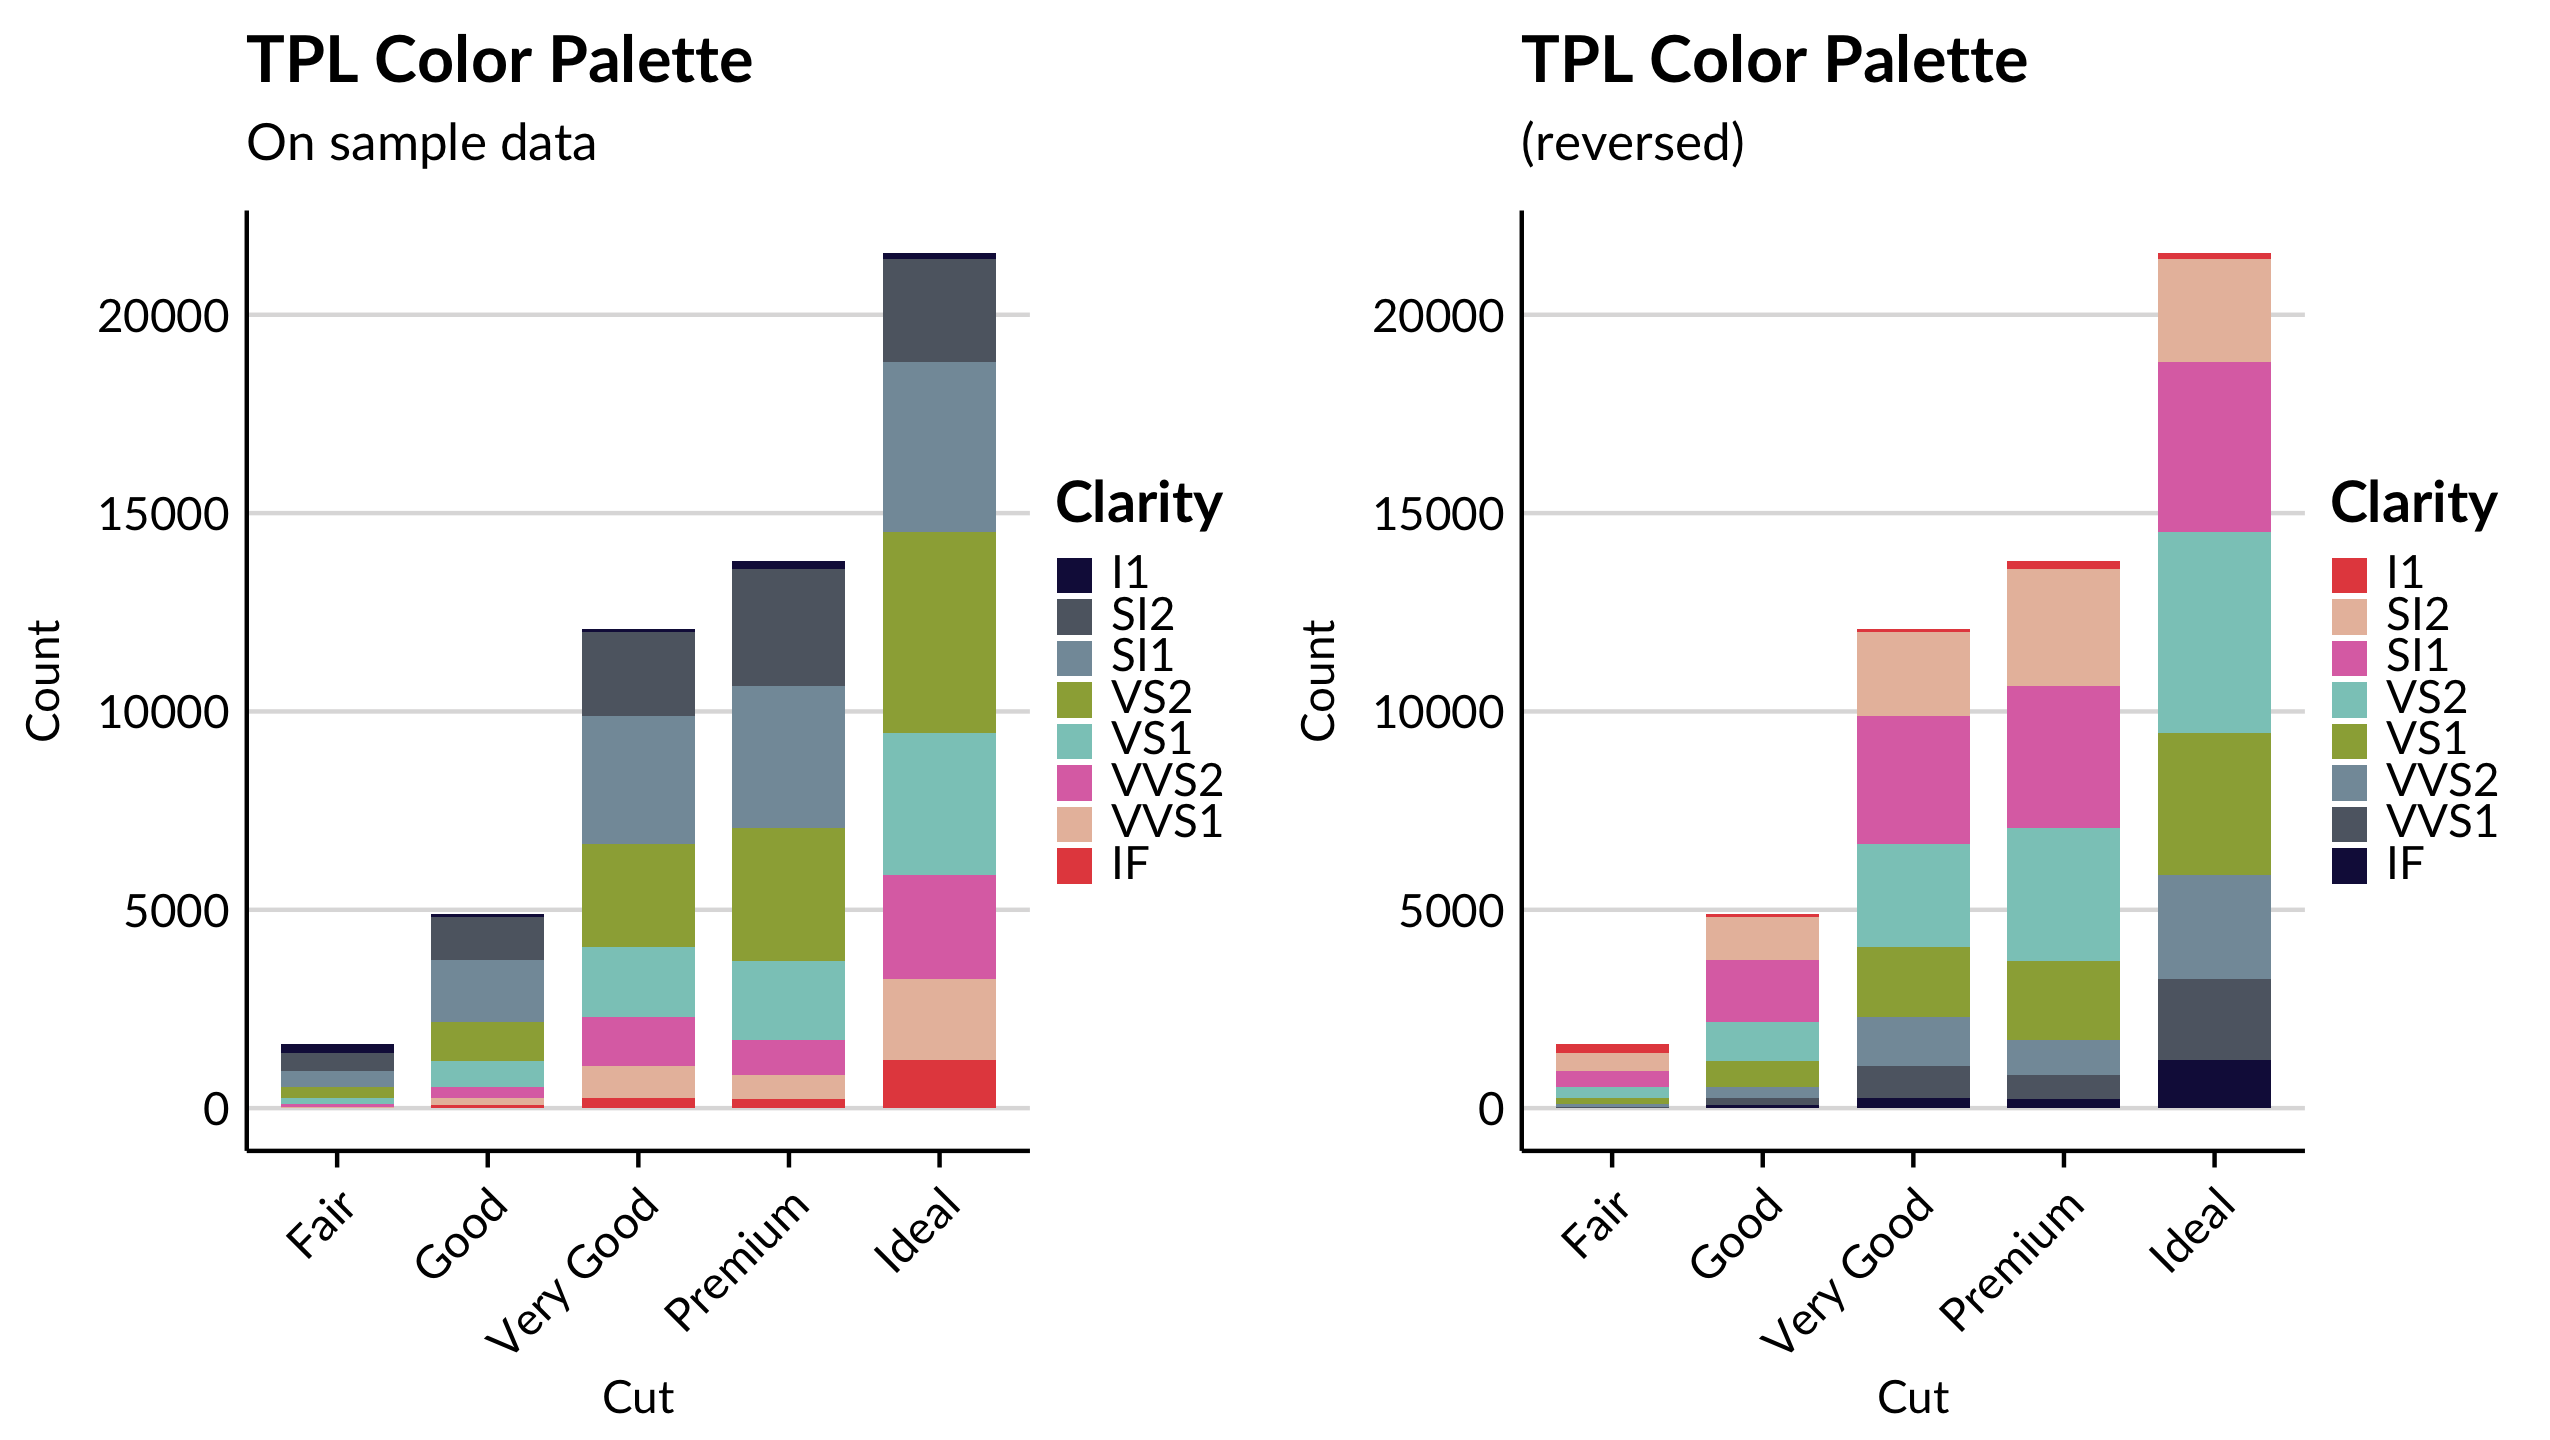 TPL Color Palette
On sample data
Count
20000
15000
10000
5000
0
Fair
Good
Very Good
Premium
Ideal
Cut
Clarity
I1
SI2
SI1
VS2
VS1
VVS2
VVS1
IF
TPL Color Palette
(reversed)
Count
20000
15000
10000
5000
0
Fair
Good
Very Good
Premium
Ideal
Cut
Clarity
I1
SI2
SI1
VS2
VS1
VVS2
VVS1
IF